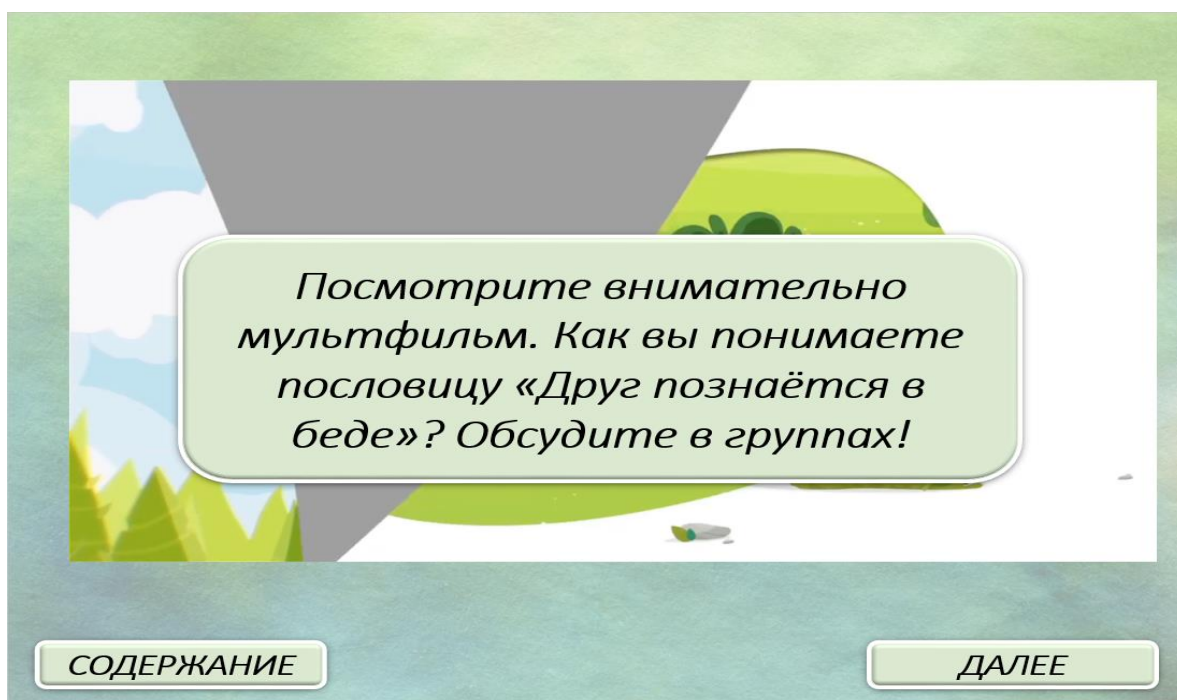 Посмотрите внимательно
мультфильм. Как вы понимаете
пословицу «Друг познаётся в
беде»? Обсудите в группах!
СОДЕРЖАНИЕ
ДАЛЕЕ